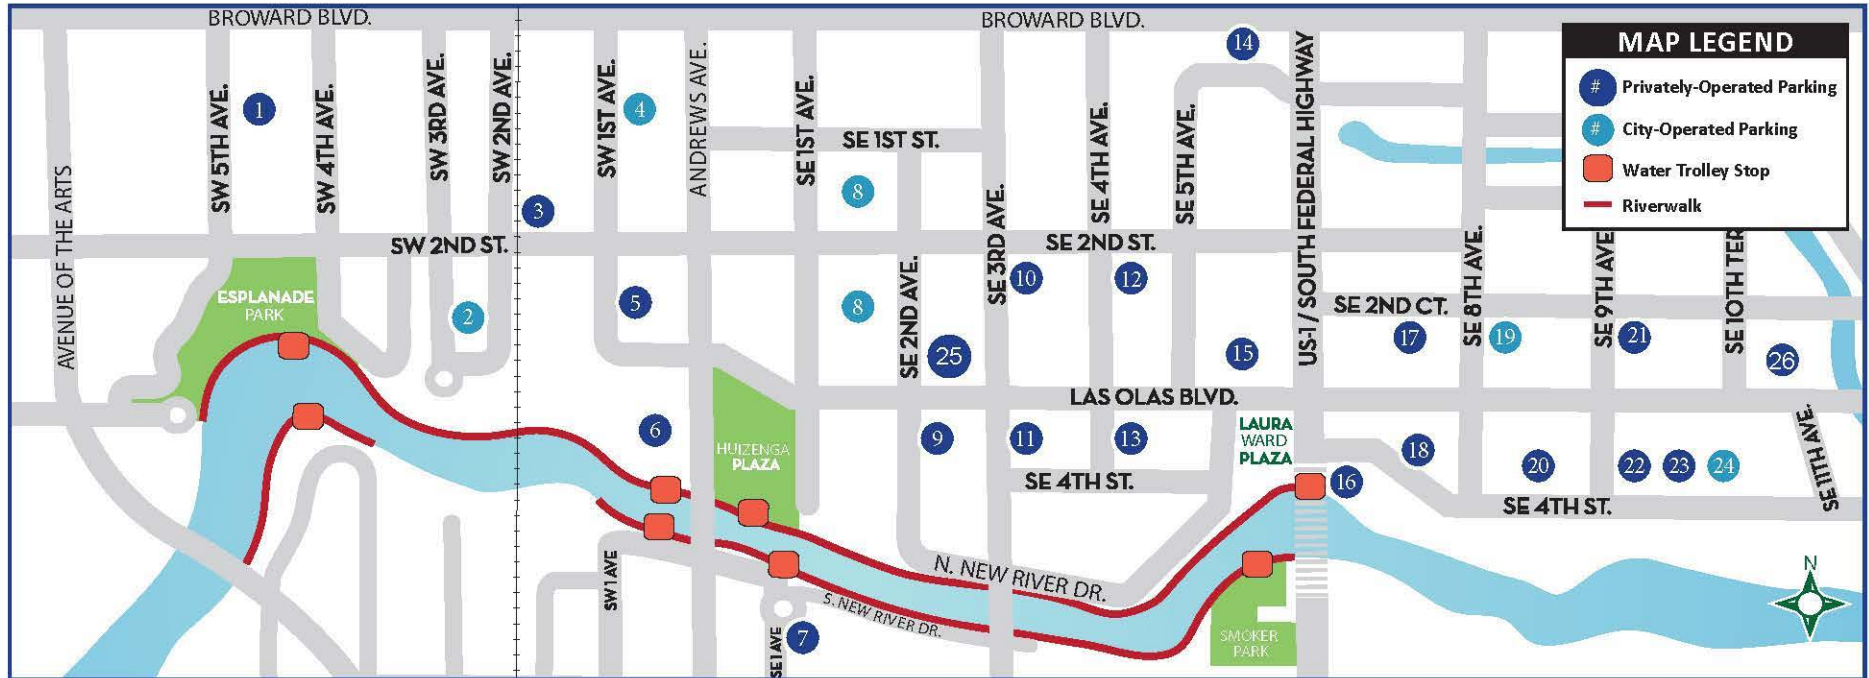 BROWARD BLVD.
BROWARD BLVD.
MAP LEGEND
# Privately-Operated Parking
# City-Operated Parking
Water Trolley Stop
Riverwalk
AVENUE OF THE ARTS
SW 5TH AVE.
SW 4TH AVE.
SW 3RD AVE.
SW 2ND AVE.
SW 1ST AVE.
ANDREWS AVE.
SE 1ST AVE.
SE 3RD AVE.
SE 4TH AVE.
SE 5TH AVE.
US-1 / SOUTH FEDERAL HIGHWAY
SE 8TH AVE.
SE 9TH AVE
SE 10TH TER
14
1
4
SE 1ST ST.
8
3
SW 2ND ST.
SE 2ND ST.
10
12
SE 2ND AVE.
ESPLANADE
PARK
2
5
8
SE 2ND CT.
25
15
17
19
21
26
LAS OLAS BLVD.
6
HUIZENGA
PLAZA
9
11
13
LAURA
WARD
PLAZA
18
20
22
23
24
SE 11TH AVE.
SE 4TH ST.
16
SE 4TH ST.
SW 1 AVE
N. NEW RIVER DR.
S. NEW RIVER DR.
SE 1 AVE
7
SMOKER
PARK
N